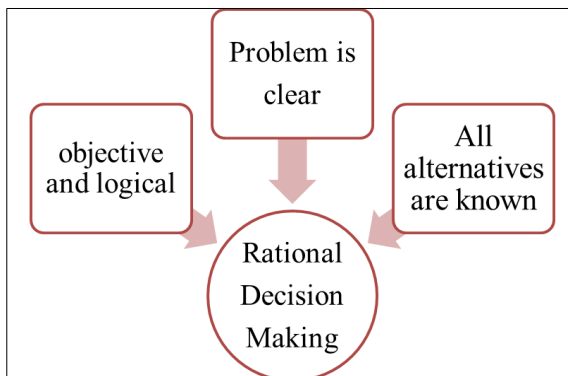 Problem is
clear
objective
and logical
All
alternatives
are known
Rational
Decision
Making